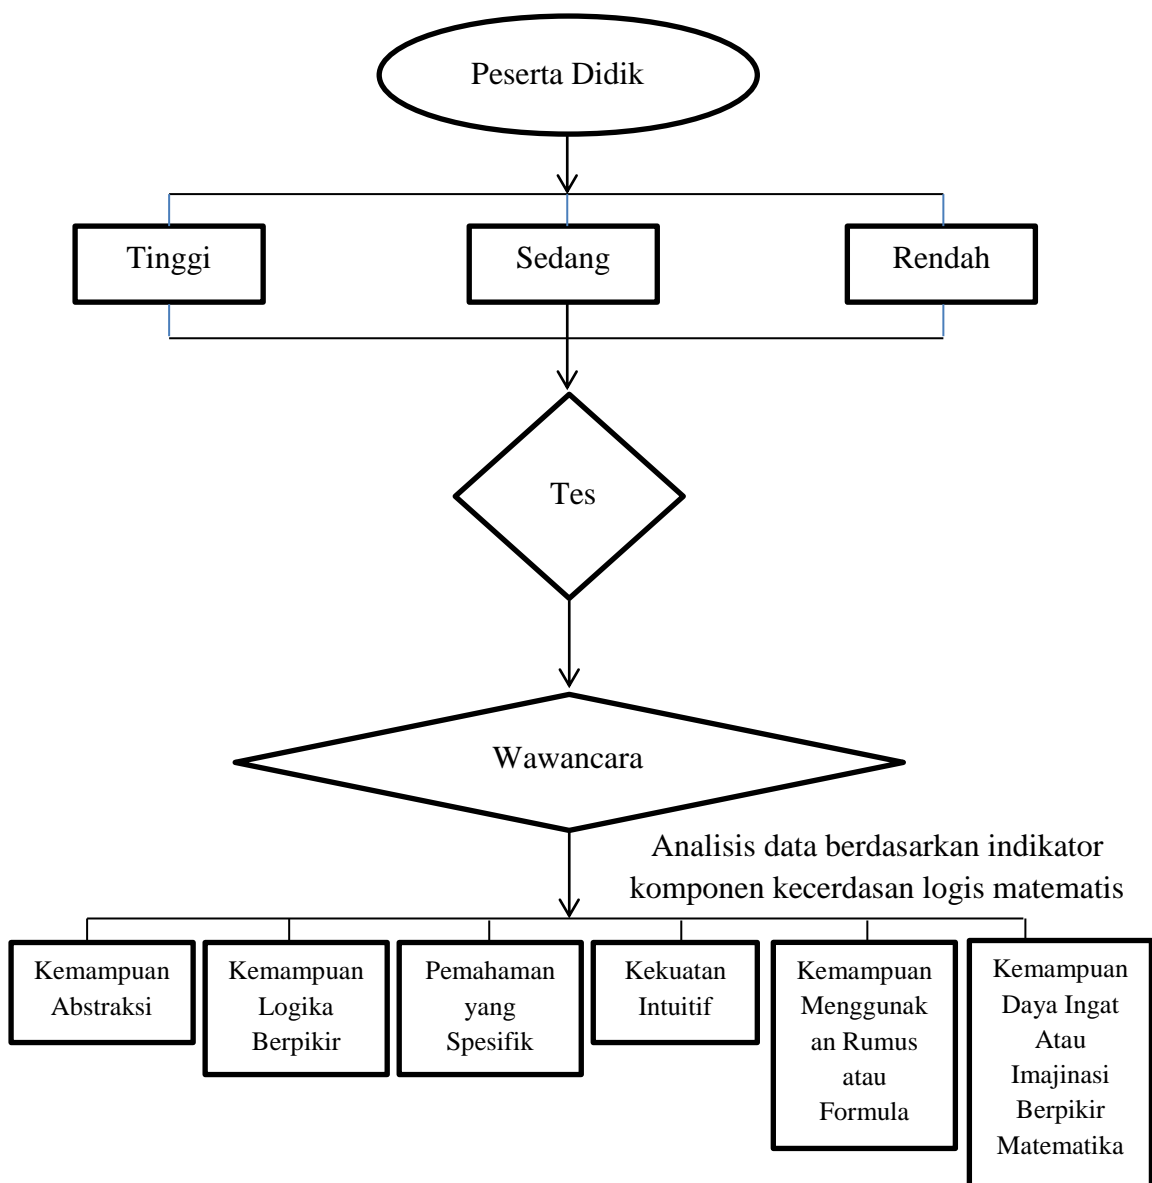 Peserta Didik
Tinggi
Sedang
Rendah
Tes
Wawancara
Analisis data berdasarkan indikator
komponen kecerdasan logis matematis
Kemampuan
Abstraksi
Kemampuan
Logika
Berpikir
Pemahaman
yang
Spesifik
Kekuatan
Intuitif
Kemampuan
Menggunak
an Rumus
atau
Formula
Kemampuan
Daya Ingat
Atau
Imajinasi
Berpikir
Matematika